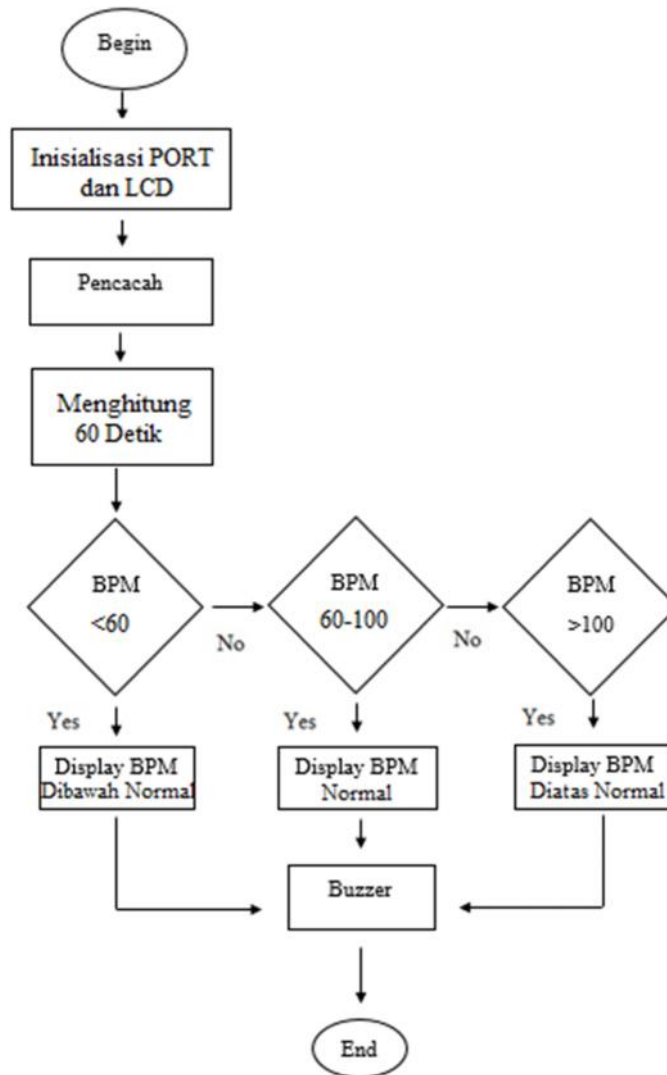 Begin
Inisialisasi PORT
dan LCD
Pencacah
Menghitung
60 Detik
BPM
<60
No
BPM
60-100
No
BPM
>100
Yes
Display BPM
Dibawah Normal
Yes
Display BPM
Normal
Yes
Display BPM
Diatas Normal
Buzzer
End